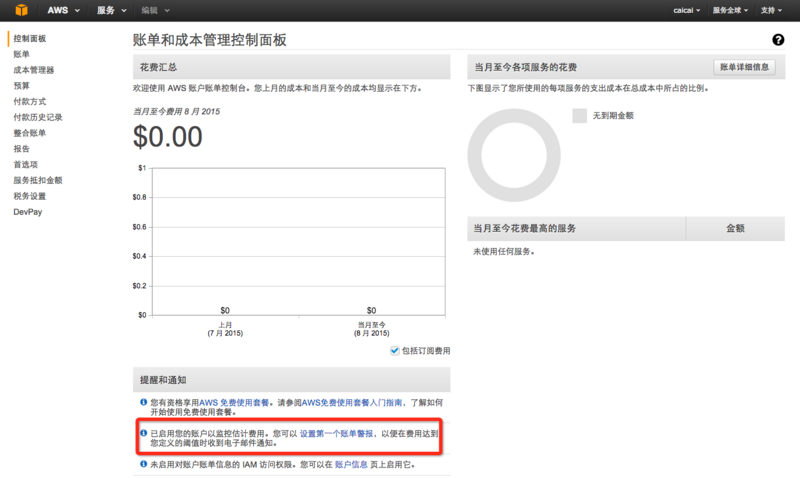 AWS 服务 编辑 caicai 服务全球 支持
控制面板
账单
成本管理器
预算
付款方式
付款历史记录
整合账单
报告
首选项
服务抵扣金额
税务设置
DevPay
账单和成本管理控制面板
花费汇总
欢迎使用 AWS 账户账单控制台。您上月的成本和当月至今的成本均显示在下方。
当月至今费用 8 月 2015
$0.00
$1
$0.8
$0.6
$0.4
$0.2
$0
$0 $0
上月 当月至今
(7 月 2015) (8 月 2015)
包括订阅费用
提醒和通知
您有资格享用AWS 免费使用套餐。请参阅AWS免费使用套餐入门指南，了解如何
开始使用免费使用套餐。
已启用您的账户以监控估计费用。您可以 设置第一个账单警报，以便在费用达到
您定义的阈值时收到电子邮件通知。
未启用对账户账单信息的 IAM 访问权限。您可以在 账户信息 页上启用它。
当月至今各项服务的花费 账单详细信息
下图显示了您所使用的每项服务的支出成本在总成本中所占的比例。
无到期金额
当月至今花费最高的服务 金额
未使用任何服务。